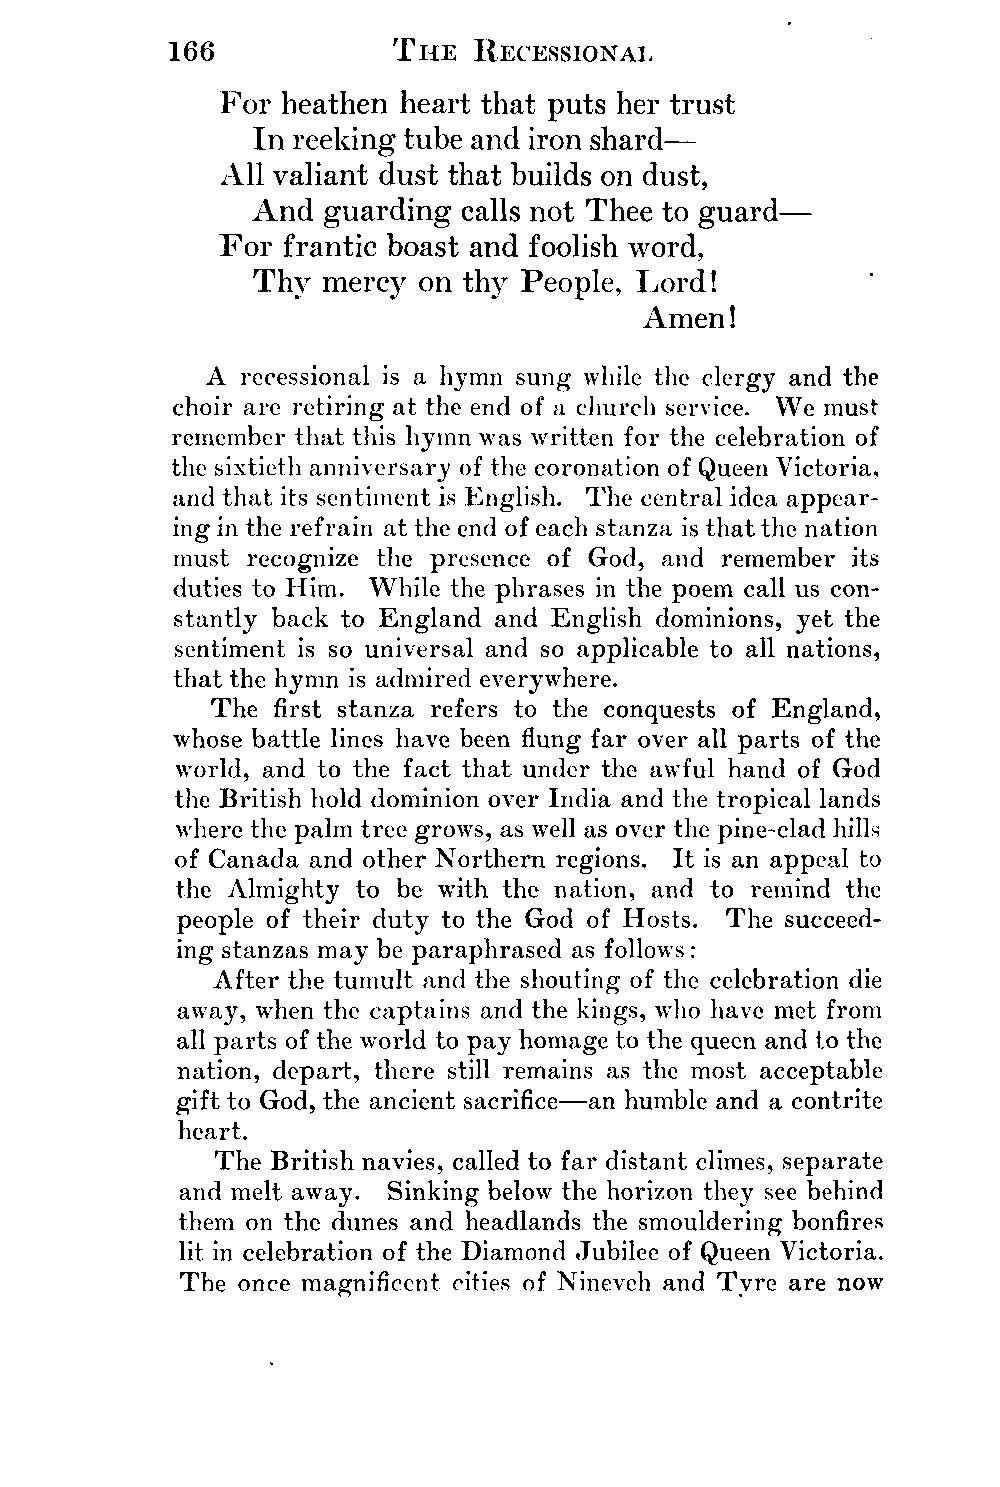 166 THE RECESSIONAL
For heathen heart that puts her trust
In reeking tube and iron shard—
All valiant dust that builds on dust,
And guarding calls not Thee to guard—
For frantic boast and foolish word,
Thy mercy on thy People, Lord!
Amen!
A recessional is a hymn sung while the clergy and the
choir are retiring at the end of a church service. We must
remember that this hymn was written for the celebration of
the sixtieth anniversary of the coronation of Queen Victoria,
and that its sentiment is English. The central idea appear-
ing in the refrain at the end of each stanza is that the nation
must recognize the presence of God, and remember its
duties to Him. While the phrases in the poem call us con-
stantly back to England and English dominions, yet the
sentiment is so universal and so applicable to all nations,
that the hymn is admired everywhere.
The first stanza refers to the conquests of England,
whose battle lines have been flung far over all parts of the
world, and to the fact that under the awful hand of God
the British hold dominion over India and the tropical lands
where the palm tree grows, as well as over the pine-clad hills
of Canada and other Northern regions. It is an appeal to
the Almighty to be with the nation, and to remind the
people of their duty to the God of Hosts. The succeed-
ing stanzas may be paraphrased as follows:
After the tumult and the shouting of the celebration die
away, when the captains and the kings, who have met from
all parts of the world to pay homage to the queen and to the
nation, depart, there still remains as the most acceptable
gift to God, the ancient sacrifice—an humble and a contrite
heart.
The British navies, called to far distant climes, separate
and melt away. Sinking below the horizon they see behind
them on the dunes and headlands the smouldering bonfires
lit in celebration of the Diamond Jubilee of Queen Victoria.
The once magnificent cities of Nineveh and Tyre are now